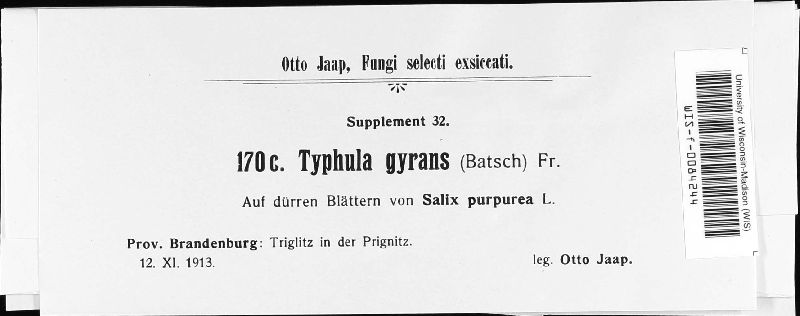 Otto Jaap, Fungi selecti exsiccati.
Supplement 32.
170c. Typhula gyrans (Batsch) Fr.
Auf dürren Blättern von Salix purpurea L.
Prov. Brandenburg: Triglitz in der Prignitz.
12. XI. 1913.
leg. Otto Jaap.
University of Wisconsin-Madison (WIS)
WIS-f-0084244